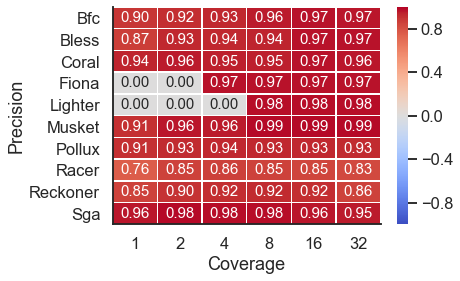 Precision
Bfc 0.90 0.92 0.93 0.96 0.97 0.97
Bless 0.87 0.93 0.94 0.94 0.97 0.97
Coral 0.94 0.96 0.95 0.95 0.97 0.96
Fiona 0.00 0.00 0.97 0.97 0.97 0.97
Lighter 0.00 0.00 0.00 0.98 0.98 0.98
Musket 0.91 0.96 0.96 0.99 0.99 0.99
Pollux 0.91 0.93 0.94 0.93 0.93 0.93
Racer 0.76 0.85 0.86 0.85 0.85 0.83
Reckoner 0.85 0.90 0.92 0.92 0.92 0.86
Sga 0.96 0.98 0.98 0.98 0.96 0.95
1 2 4 8 16 32
Coverage
0.8
0.4
0.0
−0.4
−0.8